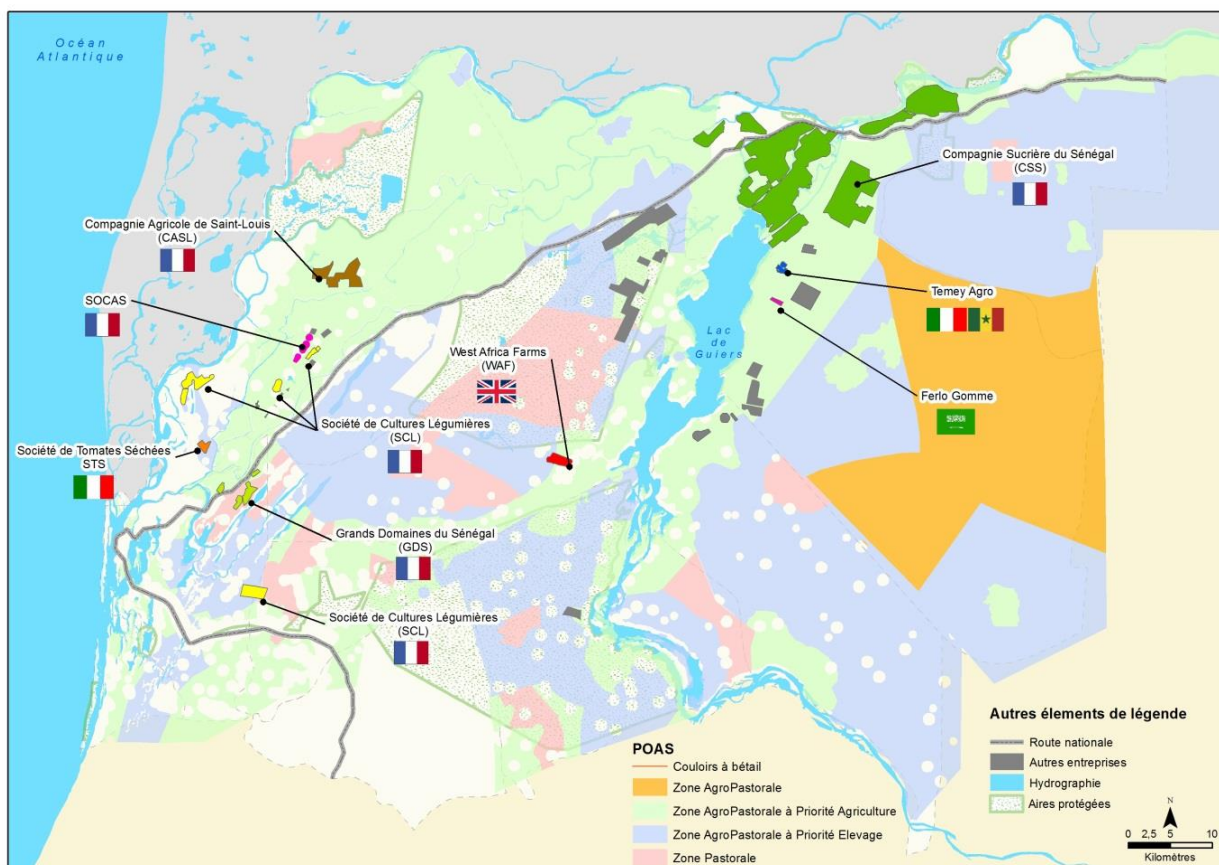 Océan
Atlantique
Compagnie Sucrière du Sénégal
(CSS)
Compagnie Agricole de Saint-Louis
(CASL)
SOCAS
Temey Agro
Lac
de
Guiers
West Africa Farms
(WAF)
Ferlo Gomme
Société de Cultures Légumières
(SCL)
Société de Tomates Séchées
STS
Grands Domaines du Sénégal
(GDS)
Société de Cultures Légumières
(SCL)
POAS
Couloirs à bétail
Zone AgroPastorale
Zone AgroPastorale à Priorité Agriculture
Zone AgroPastorale à Priorité Elevage
Zone Pastorale
Autres élements de légende
Route nationale
Autres entreprises
Hydrographie
Aires protégées
N
0 2,5 5 10
Kilomètres